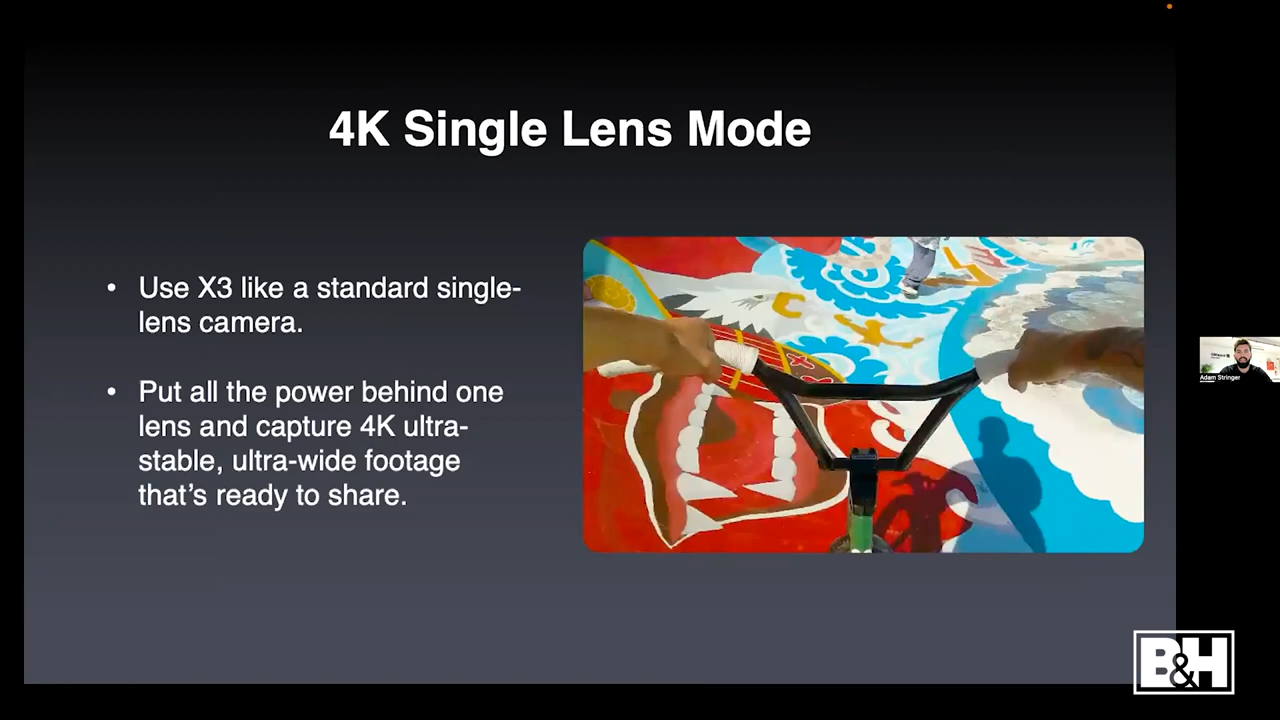 4K Single Lens Mode
• Use X3 like a standard single-
lens camera.
• Put all the power behind one
lens and capture 4K ultra-
stable, ultra-wide footage
that’s ready to share.
Adam Stringer
B&H